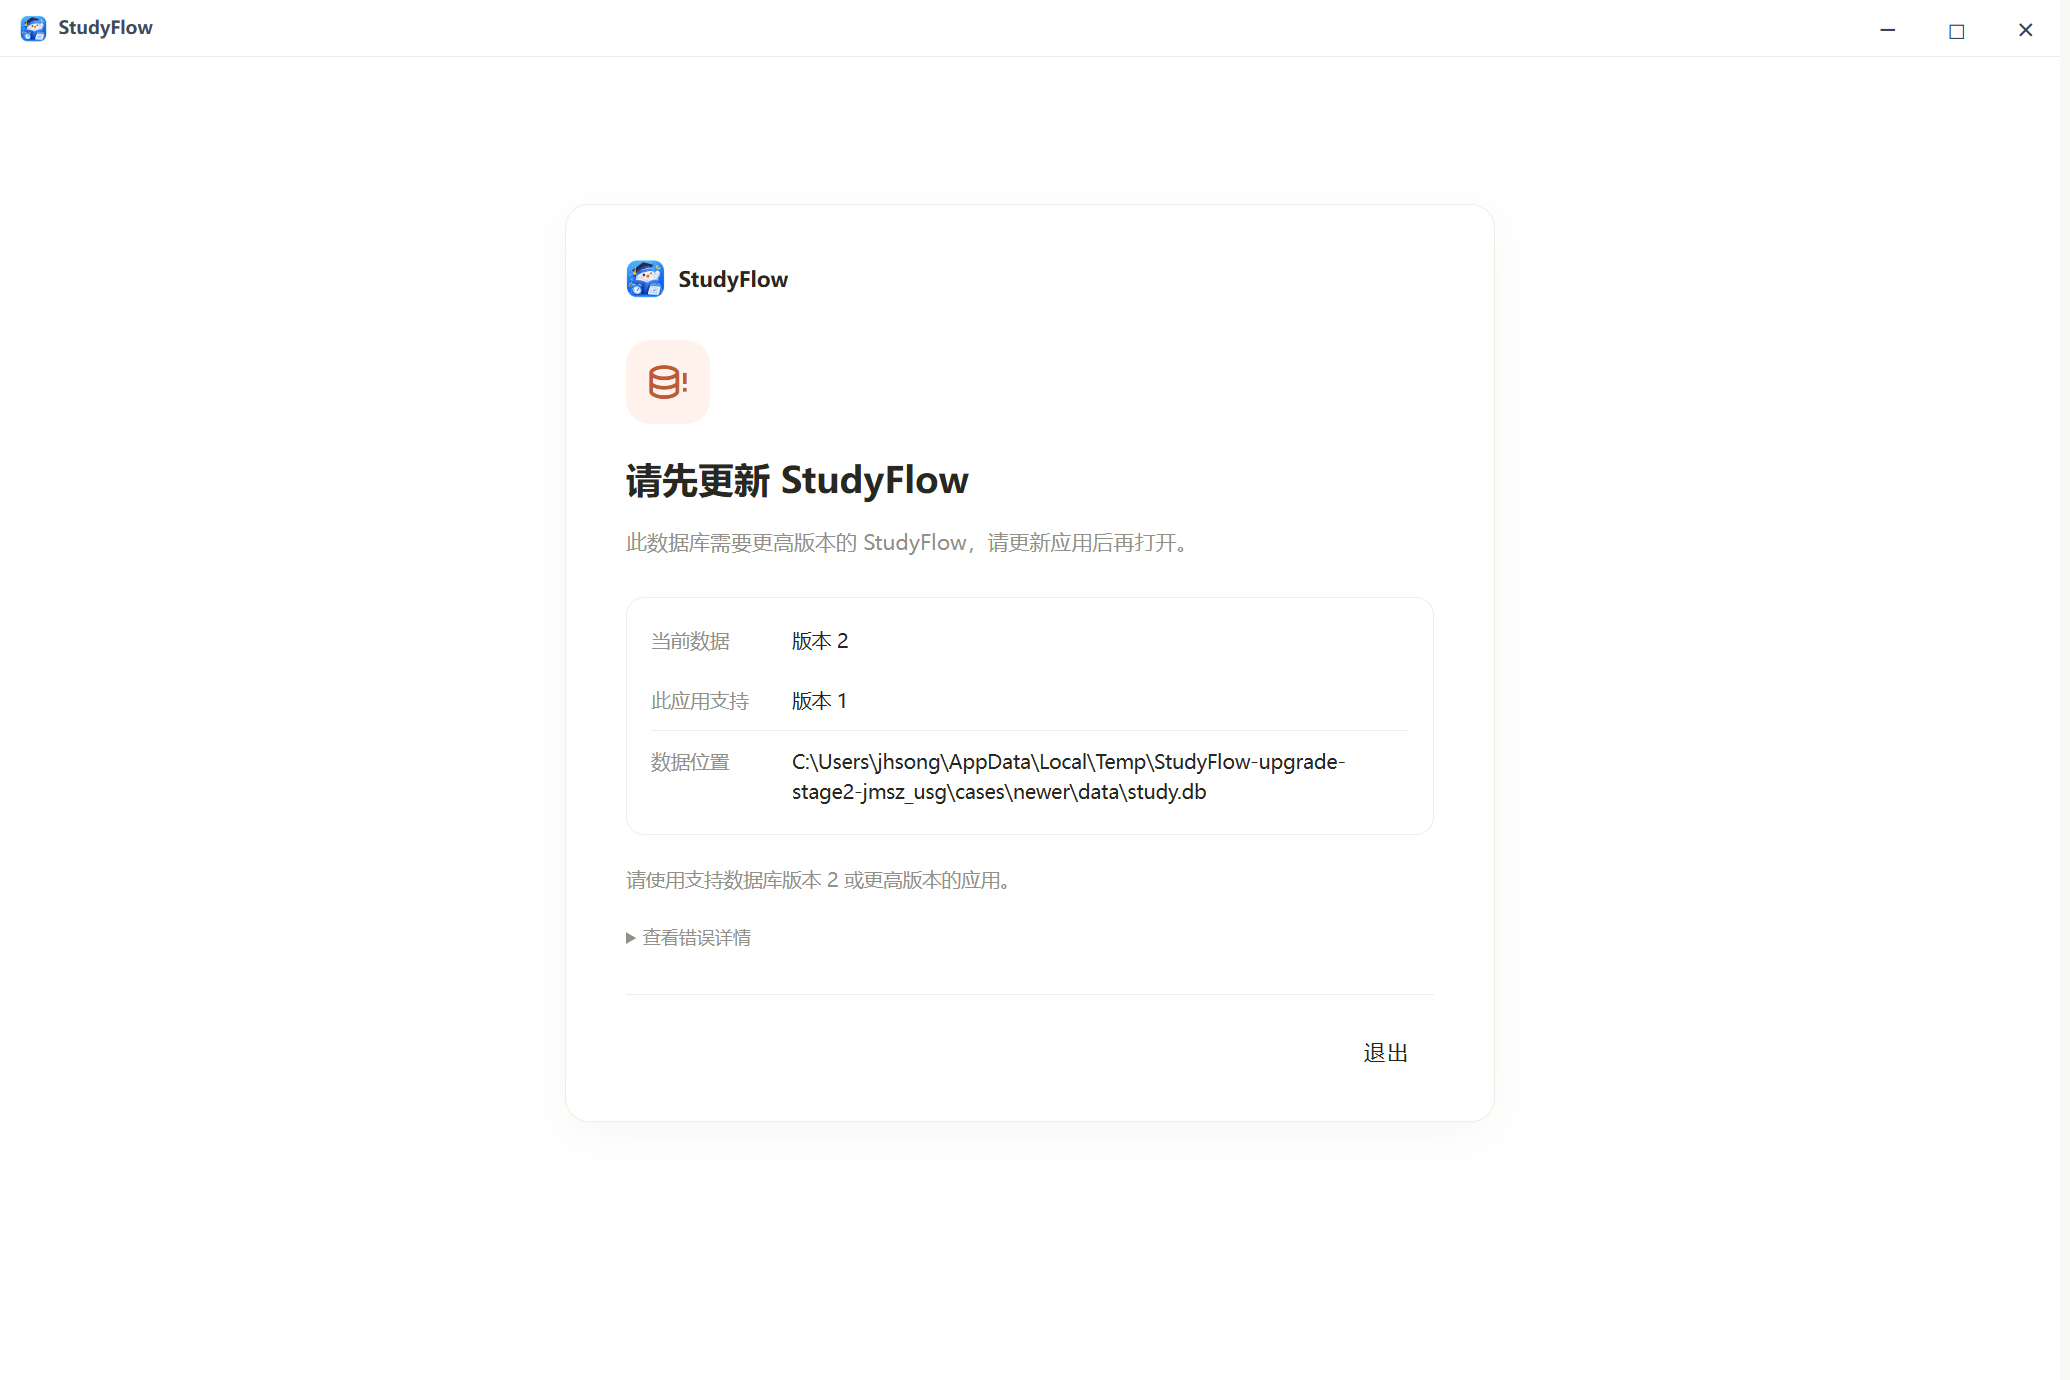 StudyFlow
StudyFlow
请先更新 StudyFlow
此数据库需要更高版本的 StudyFlow，请更新应用后再打开。
当前数据 版本 2
此应用支持 版本 1
数据位置 C:\Users\jhsong\AppData\Local\Temp\StudyFlow-upgrade-
stage2-jmsz_usg\cases\newer\data\study.db
请使用支持数据库版本 2 或更高版本的应用。
查看错误详情
退出